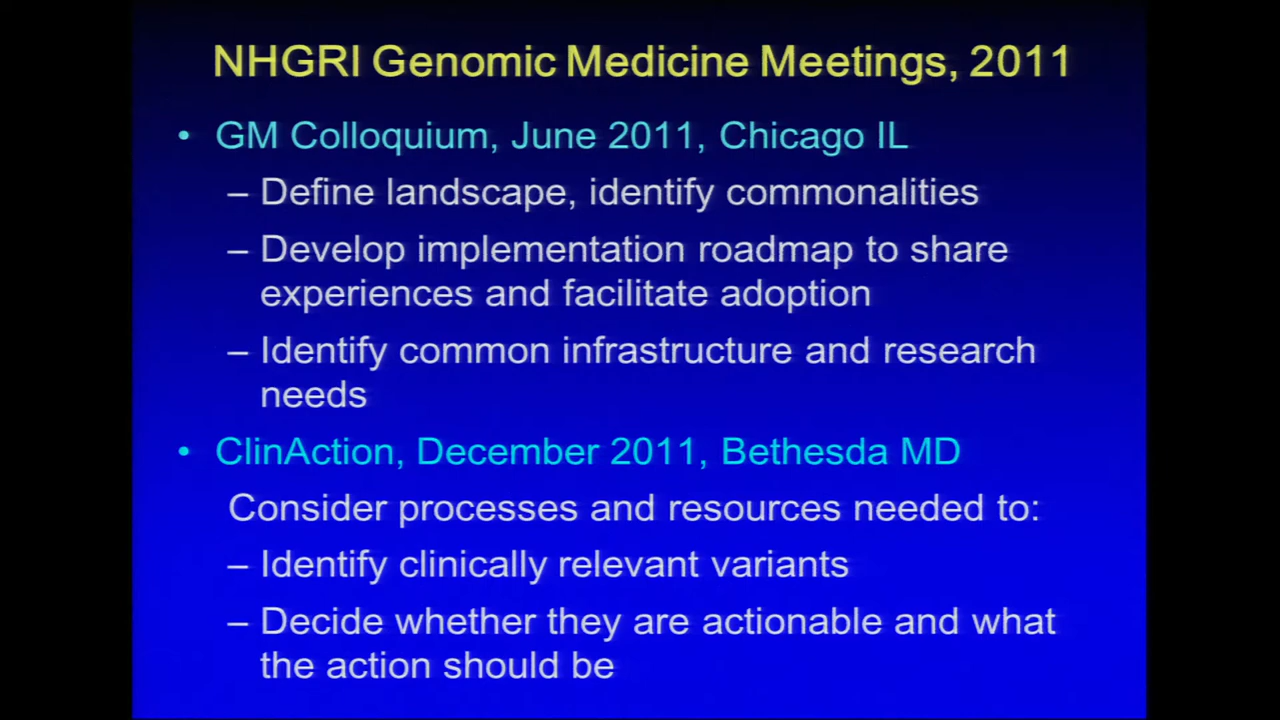 NHGRI Genomic Medicine Meetings, 2011
• GM Colloquium, June 2011, Chicago IL
– Define landscape, identify commonalities
– Develop implementation roadmap to share
experiences and facilitate adoption
– Identify common infrastructure and research
needs
• ClinAction, December 2011, Bethesda MD
Consider processes and resources needed to:
– Identify clinically relevant variants
– Decide whether they are actionable and what
the action should be